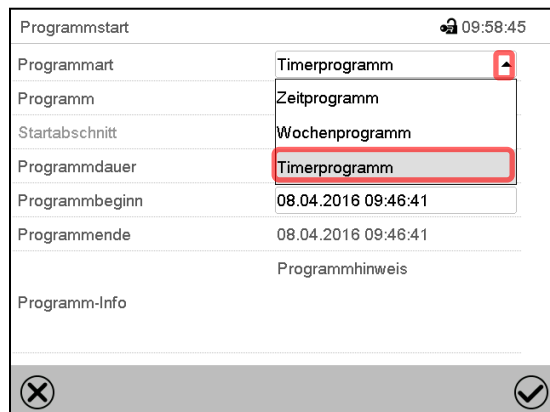 Programmstart 09:58:45
Programmart Timerprogramm
Programm Zeitprogramm
Startabschnitt Wochenprogramm
Programmdauer Timerprogramm
Programmbeginn 08.04.2016 09:46:41
Programmende 08.04.2016 09:46:41
Programmhinweis
Programm-Info